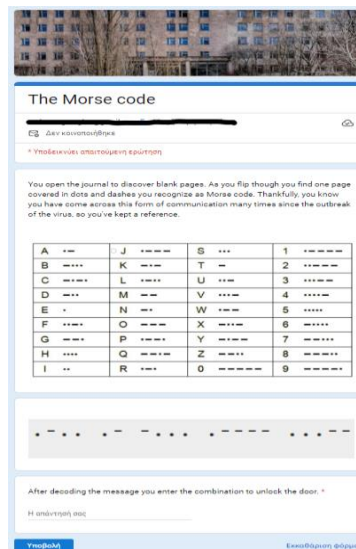 The Morse code
Δεν κοινοποιήθηκε
* Υποδεικνύει απαιτούμενη ερώτηση
You open the journal to discover blank pages. As you flip though you find one page
covered in dots and dashes you recognize as Morse code. Thankfully, you know
you have come across this form of communication many times since the outbreak
of the virus, so you've kept a reference.
A ·− J ·−−− S ··· 1 ·−−−−
B −··· K −·− T − 2 ··−−−
C −·−· L ·−·· U ··− 3 ···−−
D −·· M −− V ···− 4 ····−
E · N −· W ·−− 5 ·····
F ··−· O −−− X −··− 6 −····
G −−· P ·−−· Y −·−− 7 −−···
H ···· Q −−·− Z −−·· 8 −−−··
I ·· R ·−· 0 −−−−− 9 −−−−·
·−·· ·− −··· ·−−−− ···−−
After decoding the message you enter the combination to unlock the door. *
Η απάντησή σας
Υποβολή Εκκαθάριση φόρμα